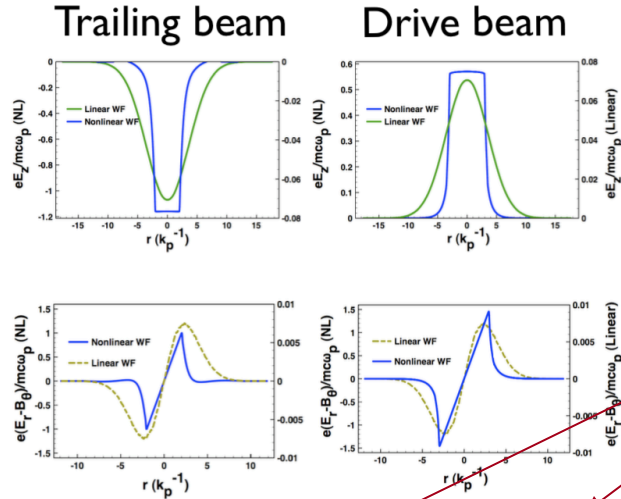 Trailing beam
Drive beam
eE_z/mcω_p (NL)
0
-0.2
-0.4
-0.6
-0.8
-1
-1.2
Linear WF
Nonlinear WF
0
-0.02
-0.04
-0.06
-0.08
-15 -10 -5 0 5 10 15
r (k_p^-1)
eE_z/mcω_p (NL)
0.6
0.5
0.4
0.3
0.2
0.1
0
Nonlinear WF
Linear WF
0.08
0.06
0.04
0.02
0
eE_z/mcω_p (Linear)
-15 -10 -5 0 5 10 15
r (k_p^-1)
e(E_r-B_θ)/mcω_p (NL)
1.5
1
0.5
0
-0.5
-1
-1.5
Nonlinear WF
Linear WF
0.01
0.005
0
-0.005
-0.01
-10 -5 0 5 10
r (k_p^-1)
e(E_r-B_θ)/mcω_p (NL)
1.5
1
0.5
0
-0.5
-1
-1.5
Linear WF
Nonlinear WF
0.01
0.005
0
-0.005
-0.01
e(E_r-B_θ)/mcω_p (Linear)
-10 -5 0 5 10
r (k_p^-1)